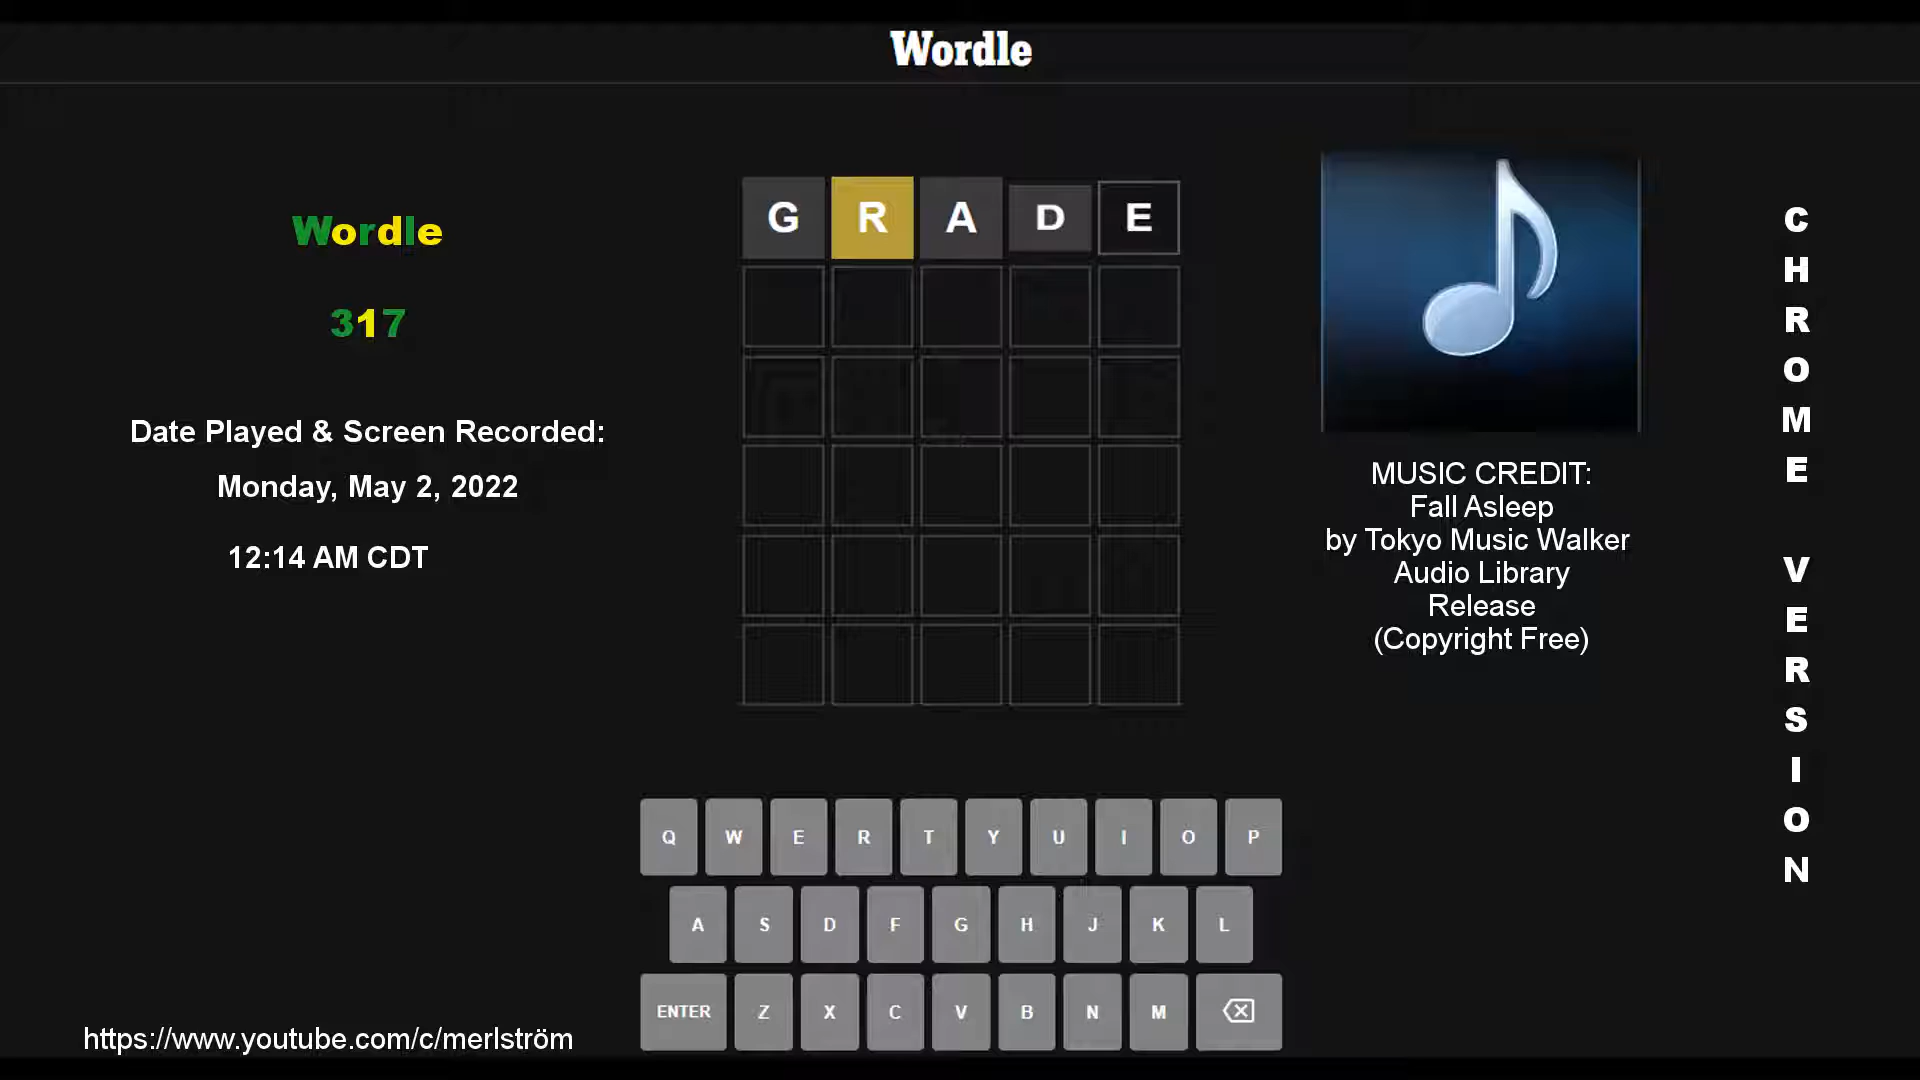 Wordle
Wordle
317
Date Played & Screen Recorded:
Monday, May 2, 2022
12:14 AM CDT
G R A D E
MUSIC CREDIT:
Fall Asleep
by Tokyo Music Walker
Audio Library
Release
(Copyright Free)
CHROME
VERSION
Q W E R T Y U I O P
A S D F G H J K L
ENTER Z X C V B N M
https://www.youtube.com/c/merlström